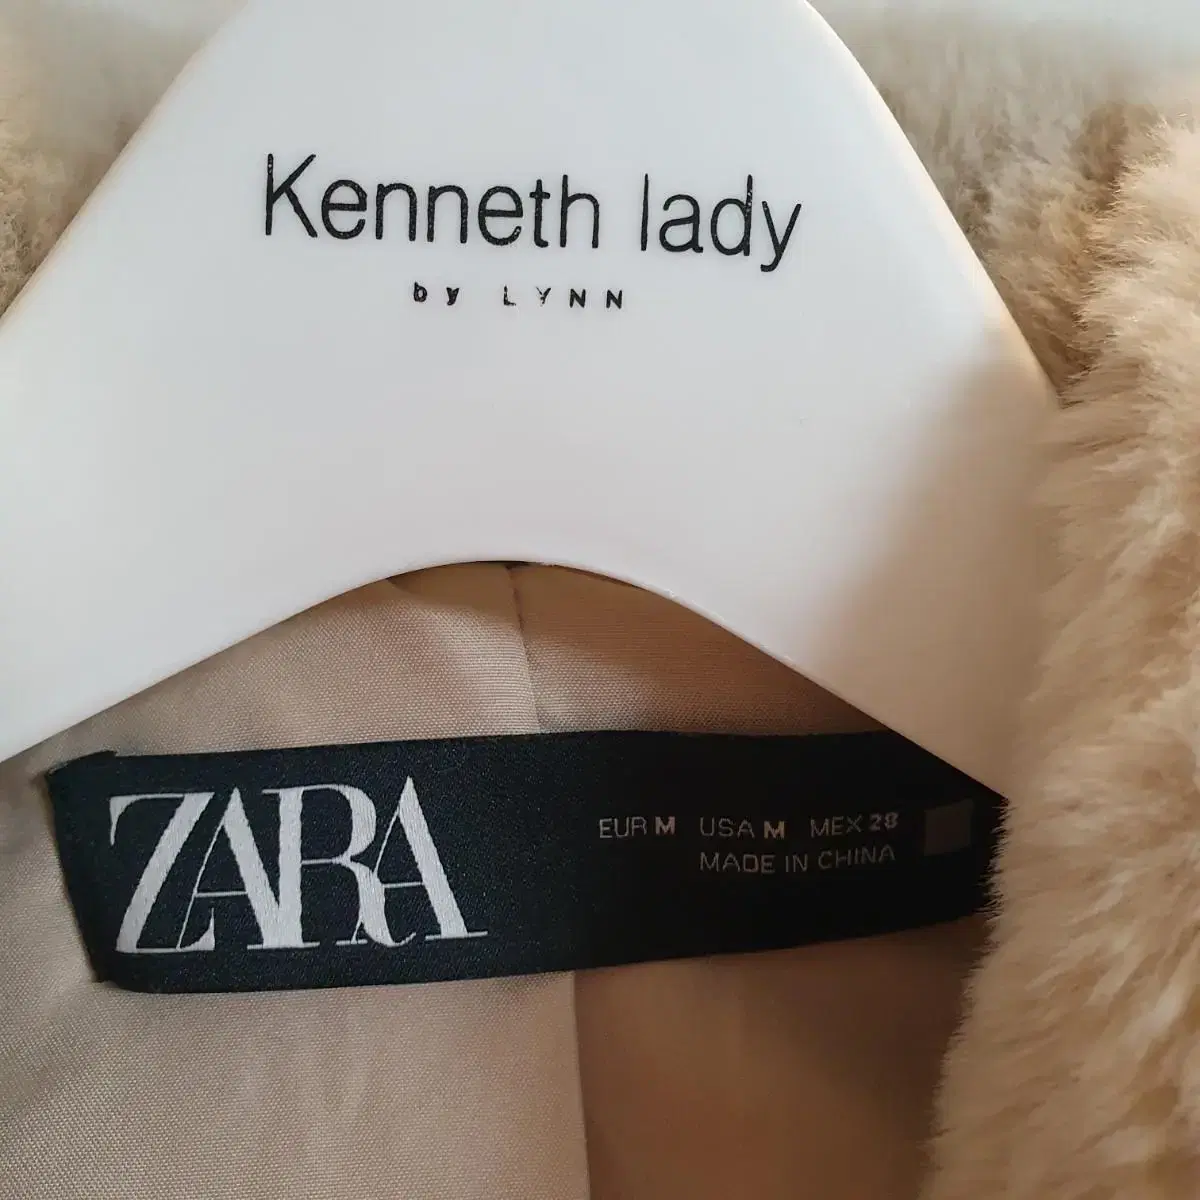 Kenneth lady
by LYNN
ZARA
EUR M USA M MEX 28
MADE IN CHINA